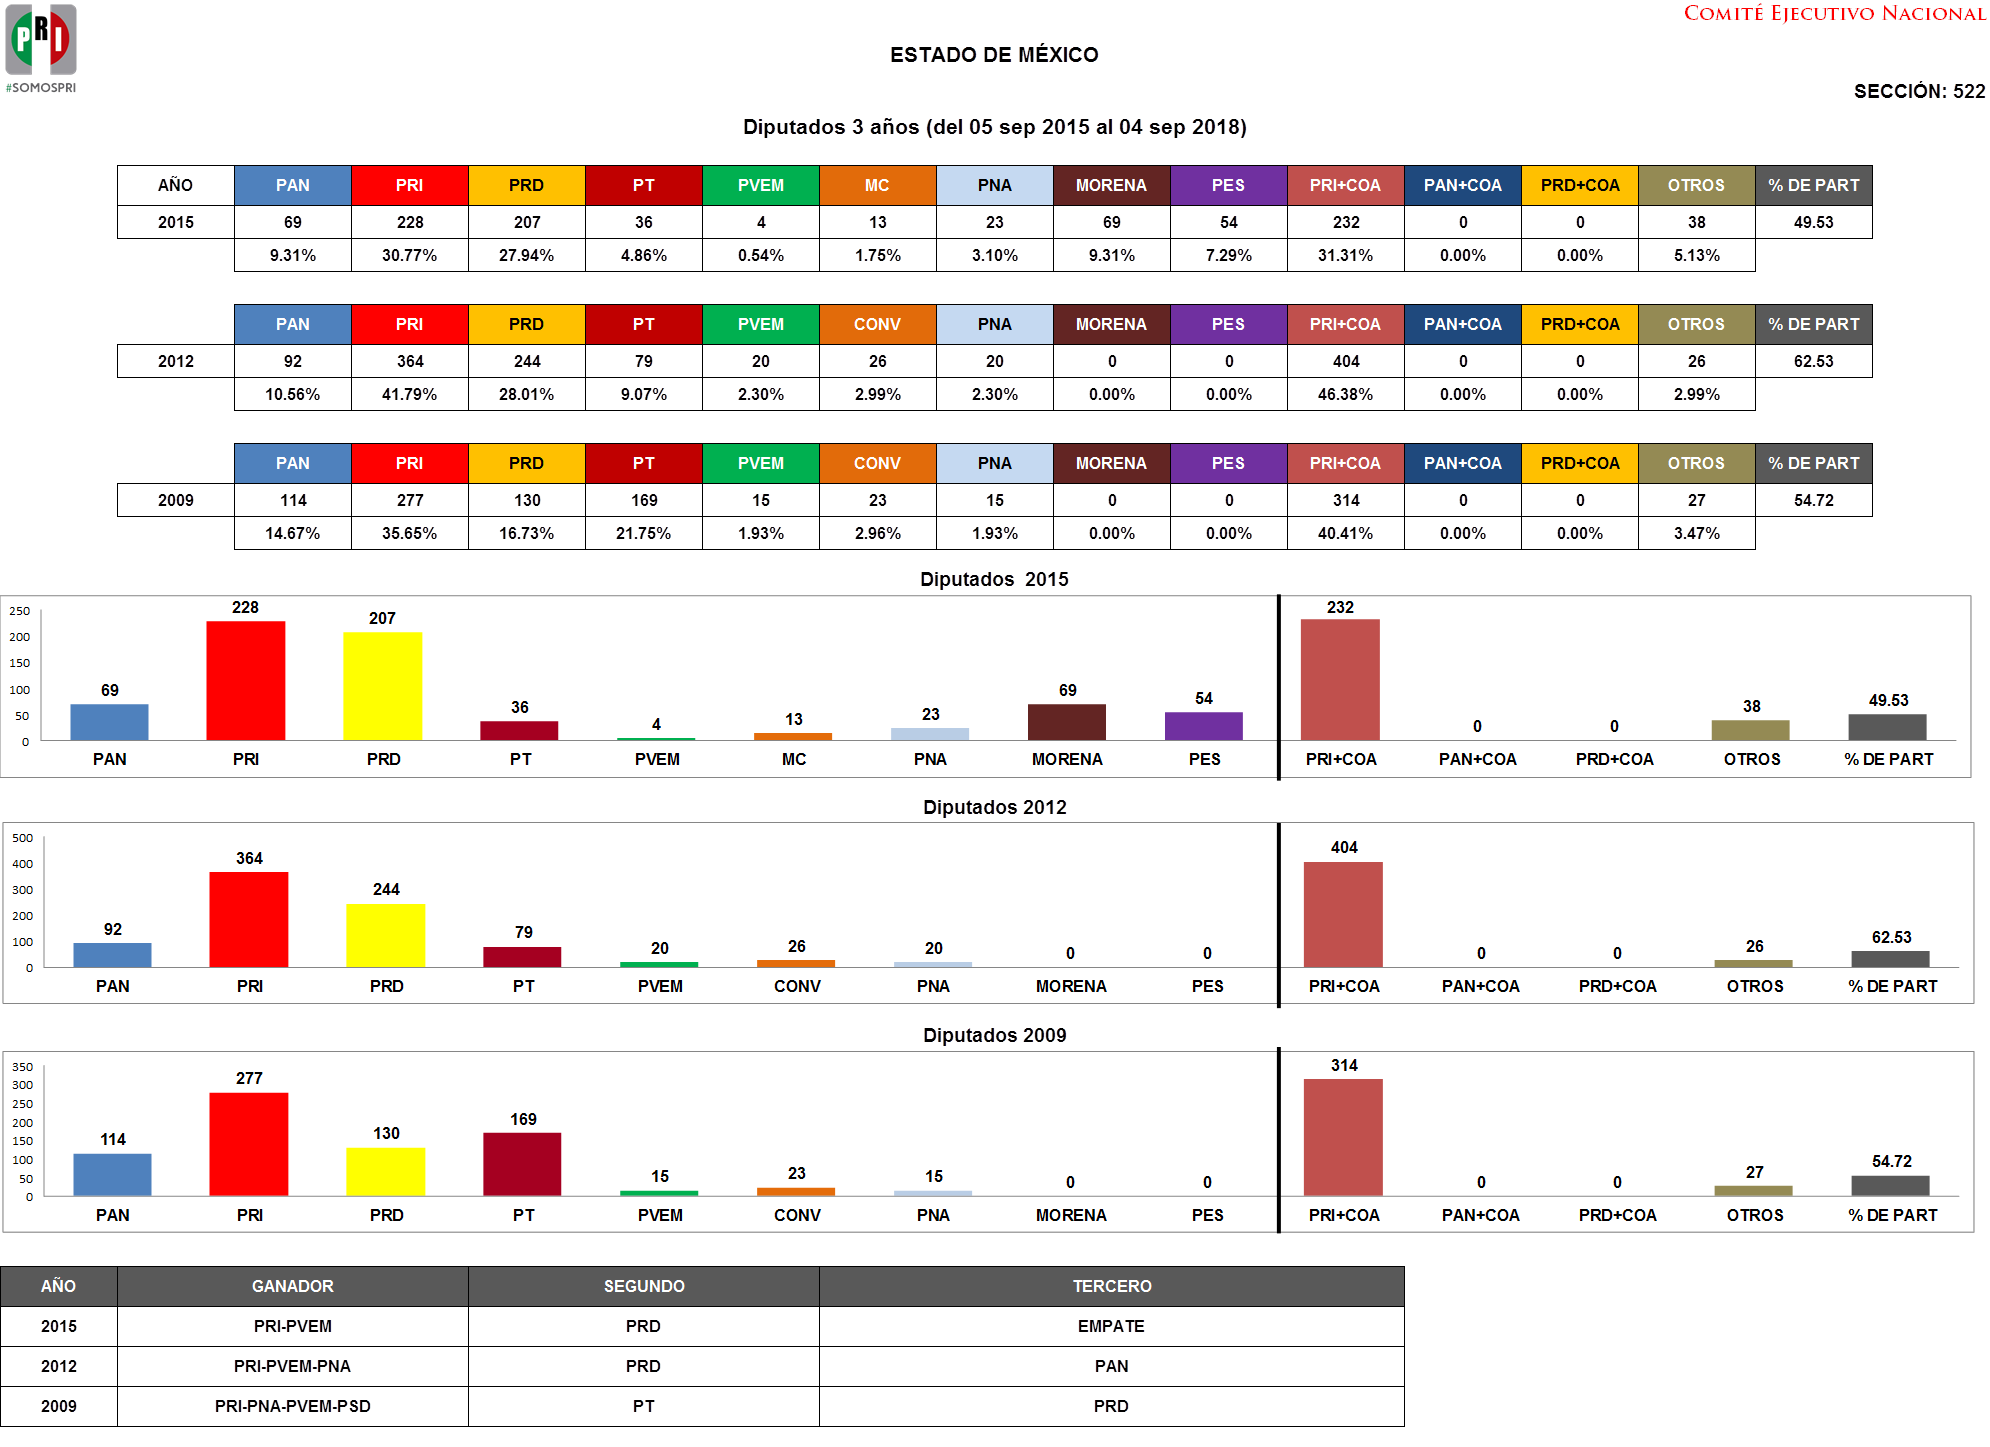 PRI
#SOMOSPRI
COMITÉ EJECUTIVO NACIONAL
ESTADO DE MÉXICO
SECCIÓN: 522
Diputados 3 años (del 05 sep 2015 al 04 sep 2018)
AÑO PAN PRI PRD PT PVEM MC PNA MORENA PES PRI+COA PAN+COA PRD+COA OTROS % DE PART
2015 69 228 207 36 4 13 23 69 54 232 0 0 38 49.53
9.31% 30.77% 27.94% 4.86% 0.54% 1.75% 3.10% 9.31% 7.29% 31.31% 0.00% 0.00% 5.13%
PAN PRI PRD PT PVEM CONV PNA MORENA PES PRI+COA PAN+COA PRD+COA OTROS % DE PART
2012 92 364 244 79 20 26 20 0 0 404 0 0 26 62.53
10.56% 41.79% 28.01% 9.07% 2.30% 2.99% 2.30% 0.00% 0.00% 46.38% 0.00% 0.00% 2.99%
PAN PRI PRD PT PVEM CONV PNA MORENA PES PRI+COA PAN+COA PRD+COA OTROS % DE PART
2009 114 277 130 169 15 23 15 0 0 314 0 0 27 54.72
14.67% 35.65% 16.73% 21.75% 1.93% 2.96% 1.93% 0.00% 0.00% 40.41% 0.00% 0.00% 3.47%
Diputados 2015
250
200
150
100
50
0
69 228 207 36 4 13 23 69 54 232 0 0 38 49.53
PAN PRI PRD PT PVEM MC PNA MORENA PES PRI+COA PAN+COA PRD+COA OTROS % DE PART
Diputados 2012
500
400
300
200
100
0
92 364 244 79 20 26 20 0 0 404 0 0 26 62.53
PAN PRI PRD PT PVEM CONV PNA MORENA PES PRI+COA PAN+COA PRD+COA OTROS % DE PART
Diputados 2009
350
300
250
200
150
100
50
0
114 277 130 169 15 23 15 0 0 314 0 0 27 54.72
PAN PRI PRD PT PVEM CONV PNA MORENA PES PRI+COA PAN+COA PRD+COA OTROS % DE PART
AÑO GANADOR SEGUNDO TERCERO
2015 PRI-PVEM PRD EMPATE
2012 PRI-PVEM-PNA PRD PAN
2009 PRI-PNA-PVEM-PSD PT PRD